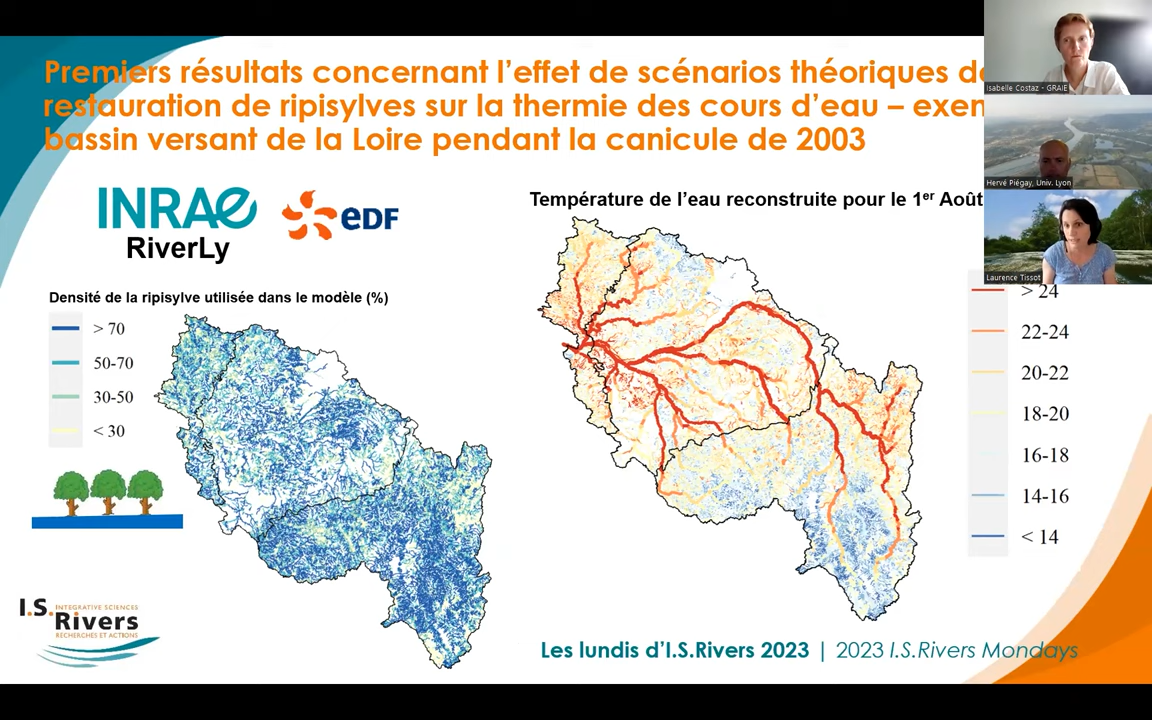 Premiers résultats concernant l'effet de scénarios théoriques de
restauration de ripisylves sur la thermie des cours d'eau – exem
bassin versant de la Loire pendant la canicule de 2003
Isabelle Costaz - GRAIE
Hervé Piégay, Univ. Lyon
Laurence Tissot
INRAE
RiverLy
eDF
Température de l'eau reconstruite pour le 1er Août
Densité de la ripisylve utilisée dans le modèle (%)
> 70
50-70
30-50
< 30
> 24
22-24
20-22
18-20
16-18
14-16
< 14
I.S.
INTEGRATIVE SCIENCES
Rivers
RECHERCHES ET ACTIONS
Les lundis d'I.S.Rivers 2023 | 2023 I.S.Rivers Mondays